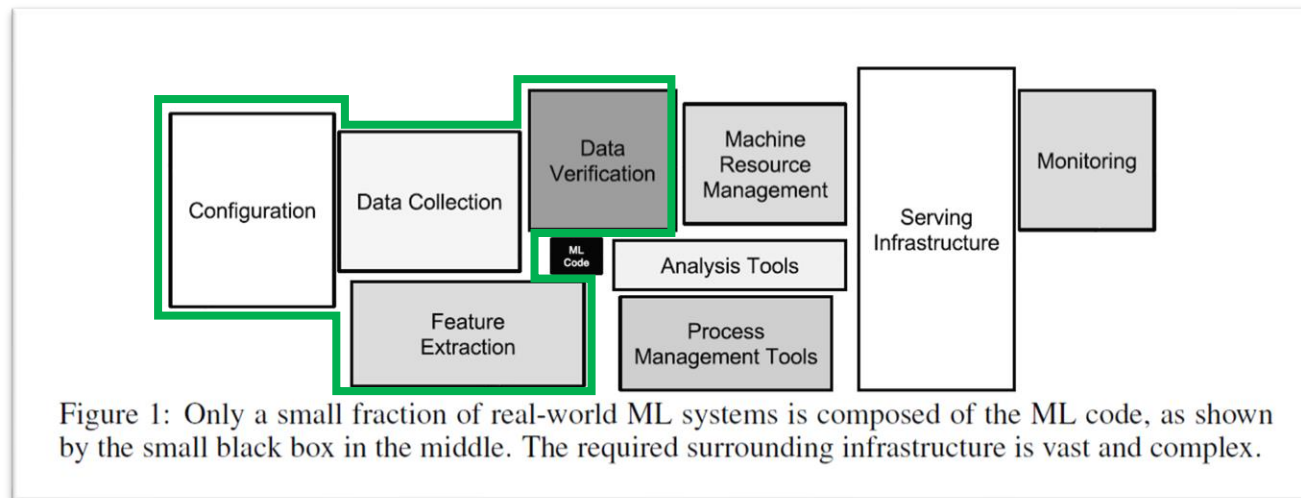 Configuration
Data Collection
Data
Verification
Machine
Resource
Management
Monitoring
Serving
Infrastructure
ML
Code
Analysis Tools
Feature
Extraction
Process
Management Tools
Figure 1: Only a small fraction of real-world ML systems is composed of the ML code, as shown
by the small black box in the middle. The required surrounding infrastructure is vast and complex.